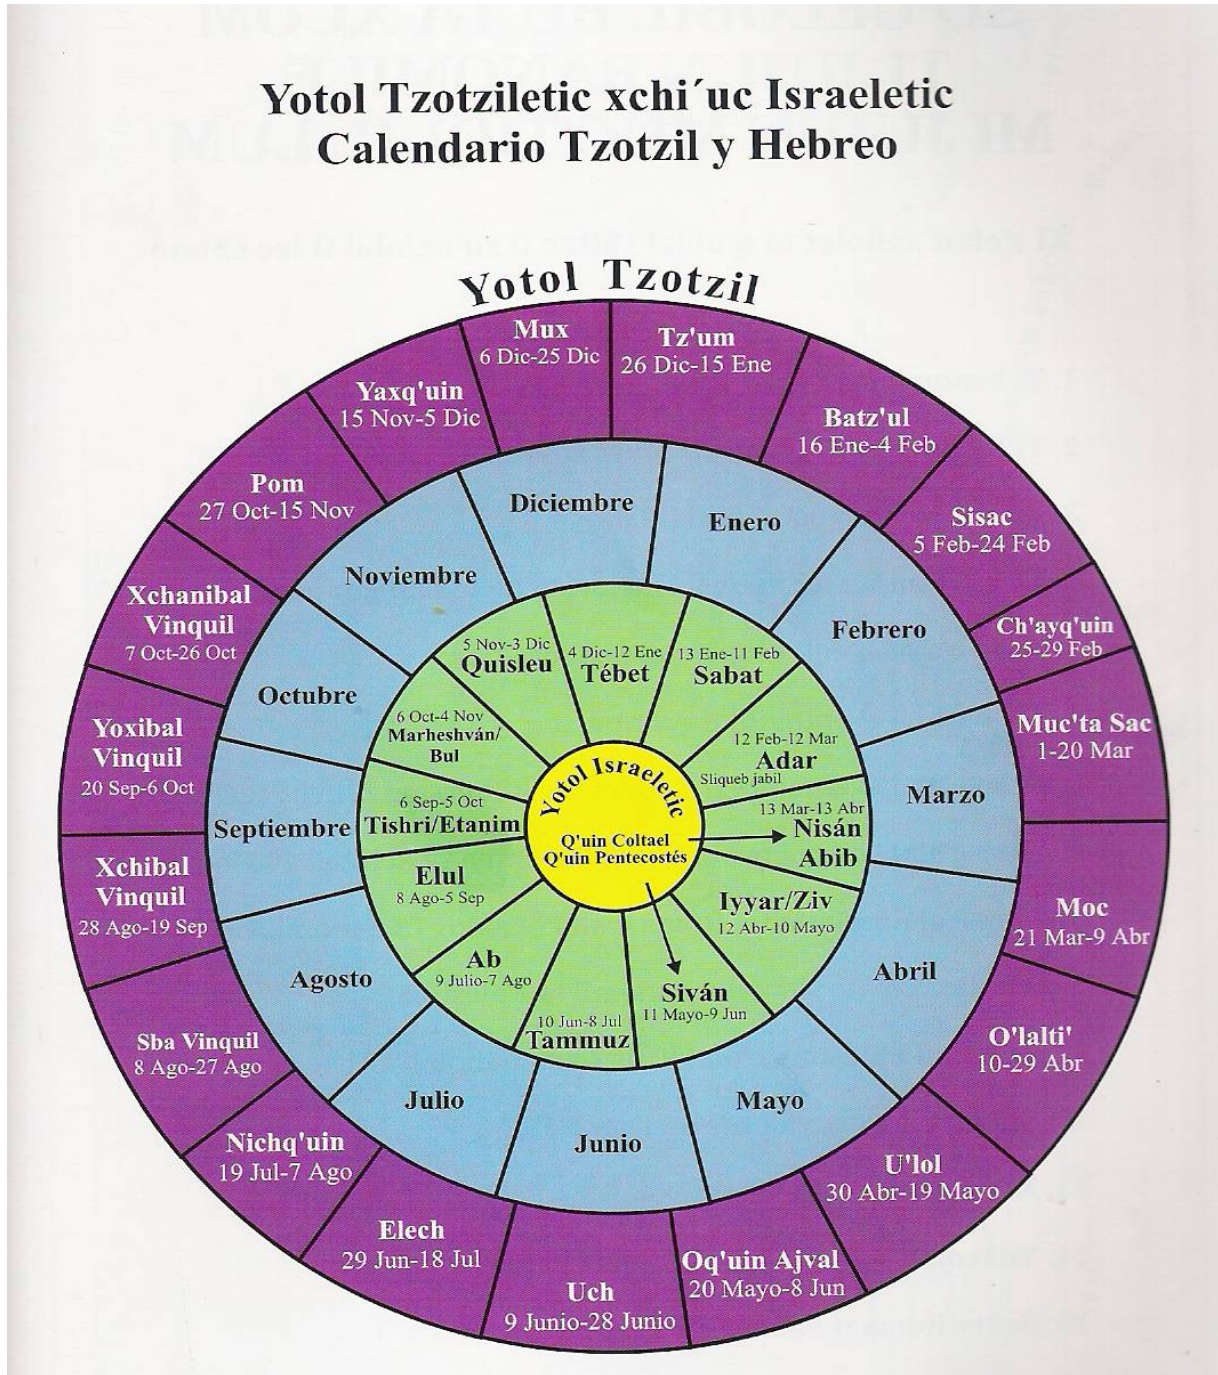 Yotol Tzotziletic xchi´uc Israeletic
Calendario Tzotzil y Hebreo
Yotol Tzotzil
Mux
6 Dic-25 Dic
Tz'um
26 Dic-15 Ene
Batz'ul
16 Ene-4 Feb
Sisac
5 Feb-24 Feb
Ch'ayq'uin
25-29 Feb
Muc'ta Sac
1-20 Mar
Moc
21 Mar-9 Abr
O'lalti'
10-29 Abr
U'lol
30 Abr-19 Mayo
Oq'uin Ajval
20 Mayo-8 Jun
Uch
9 Junio-28 Junio
Elech
29 Jun-18 Jul
Nichq'uin
19 Jul-7 Ago
Sba Vinquil
8 Ago-27 Ago
Xchibal
Vinquil
28 Ago-19 Sep
Yoxibal
Vinquil
20 Sep-6 Oct
Xchanibal
Vinquil
7 Oct-26 Oct
Pom
27 Oct-15 Nov
Yaxq'uin
15 Nov-5 Dic
Diciembre
Enero
Febrero
Marzo
Abril
Mayo
Junio
Julio
Agosto
Septiembre
Octubre
Noviembre
4 Dic-12 Ene
Tébet
13 Ene-11 Feb
Sabat
12 Feb-12 Mar
Adar
Sliqueb jabil
13 Mar-13 Abr
Nisán
Abib
Iyyar/Ziv
12 Abr-10 Mayo
Siván
11 Mayo-9 Jun
10 Jun-8 Jul
Tammuz
Ab
9 Julio-7 Ago
Elul
8 Ago-5 Sep
6 Sep-5 Oct
Tishri/Etanim
6 Oct-4 Nov
Marheshván/
Bul
5 Nov-3 Dic
Quisleu
Yotol Israeletic
Q'uin Coltael
Q'uin Pentecostés